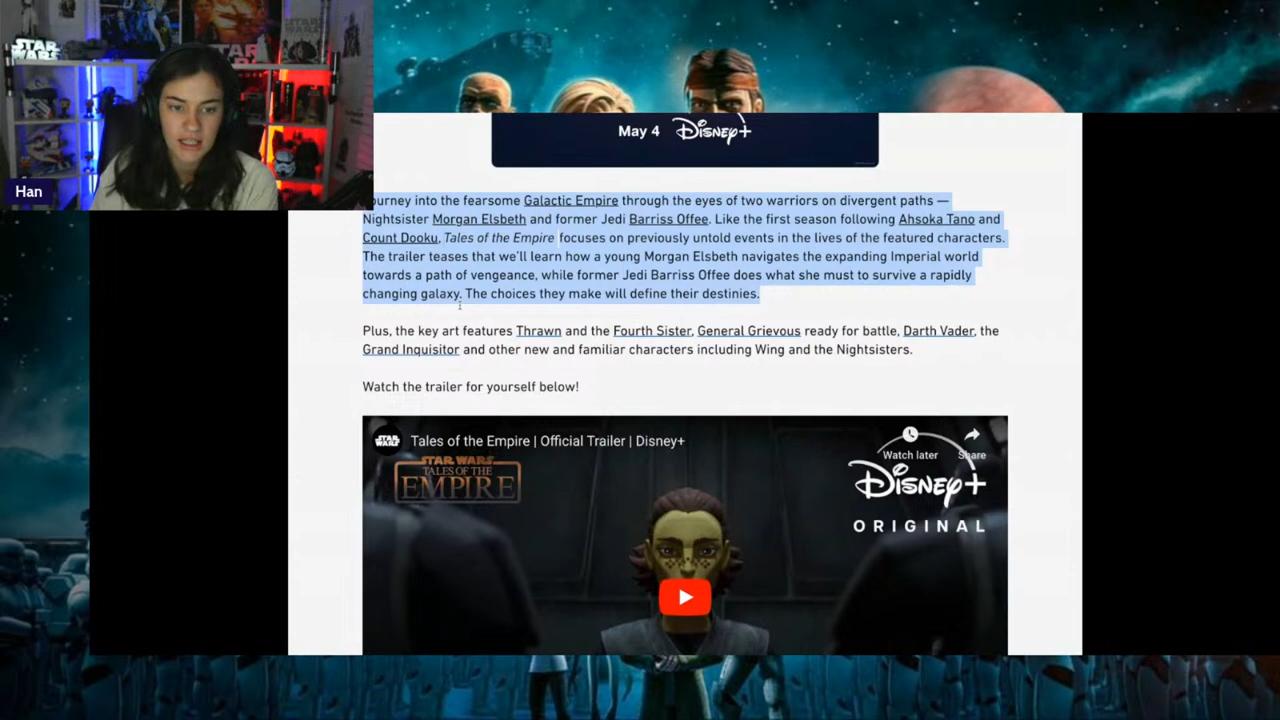 STAR
WARS
STAR
WARS
Han
May 4 Disney+
ourney into the fearsome Galactic Empire through the eyes of two warriors on divergent paths —
Nightsister Morgan Elsbeth and former Jedi Barriss Offee. Like the first season following Ahsoka Tano and
Count Dooku, Tales of the Empire focuses on previously untold events in the lives of the featured characters.
The trailer teases that we’ll learn how a young Morgan Elsbeth navigates the expanding Imperial world
towards a path of vengeance, while former Jedi Barriss Offee does what she must to survive a rapidly
changing galaxy. The choices they make will define their destinies.
Plus, the key art features Thrawn and the Fourth Sister, General Grievous ready for battle, Darth Vader, the
Grand Inquisitor and other new and familiar characters including Wing and the Nightsisters.
Watch the trailer for yourself below!
STAR WARS
Tales of the Empire | Official Trailer | Disney+
Watch later
Share
STAR WARS
TALES OF THE
EMPIRE
Disney+
ORIGINAL